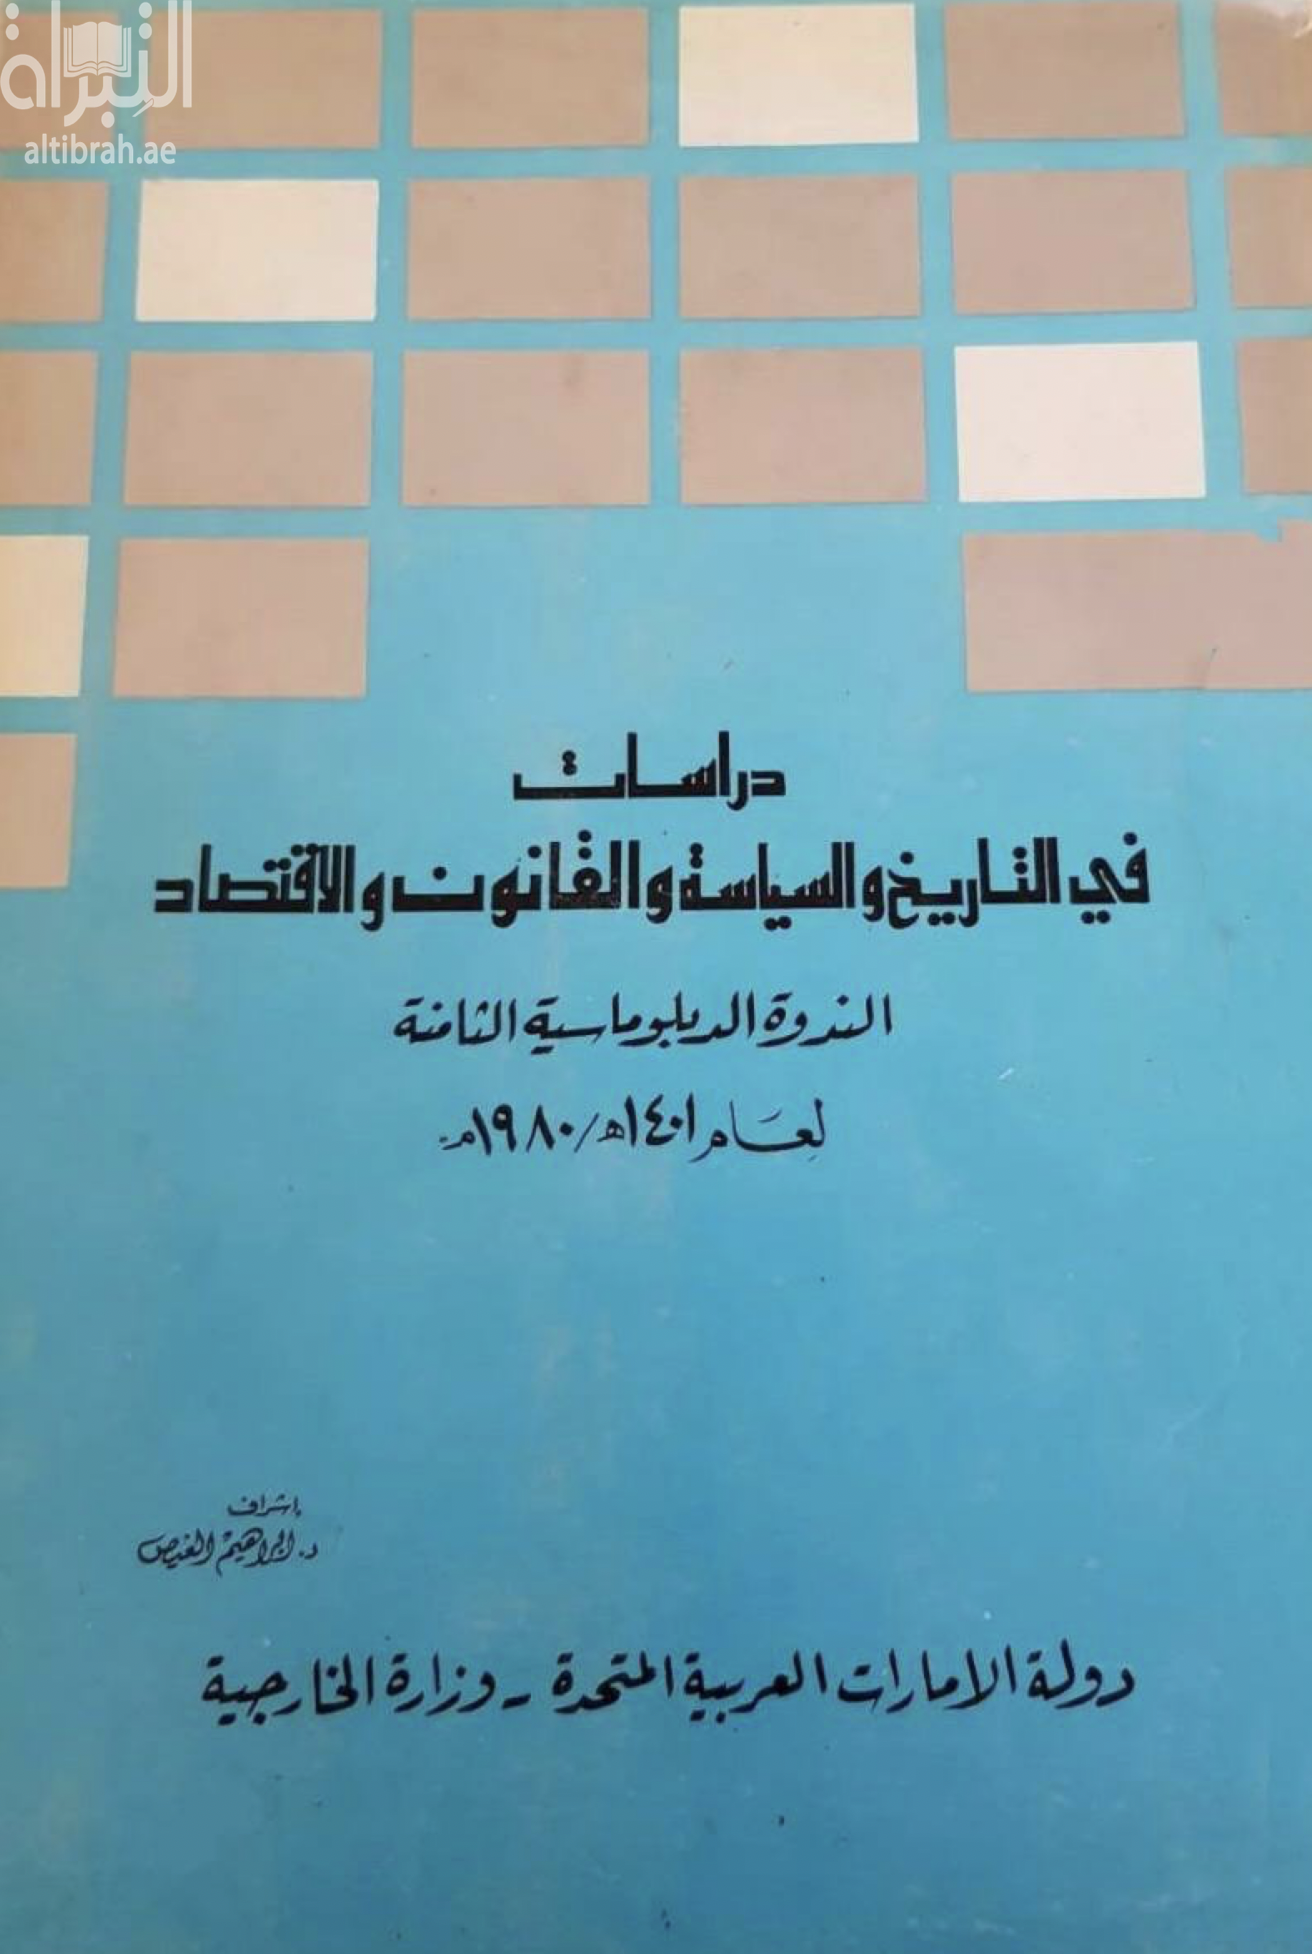 التبراة
altibrah.ae
دراسات
في التاريخ والسياسة والقانون والاقتصاد
الندوة الدبلوماسية الثامنة
لعام ١٤٠١هـ/١٩٨٠م.
إشراف
د. ابراهيم الغيص
دولة الامارات العربية المتحدة - وزارة الخارجية